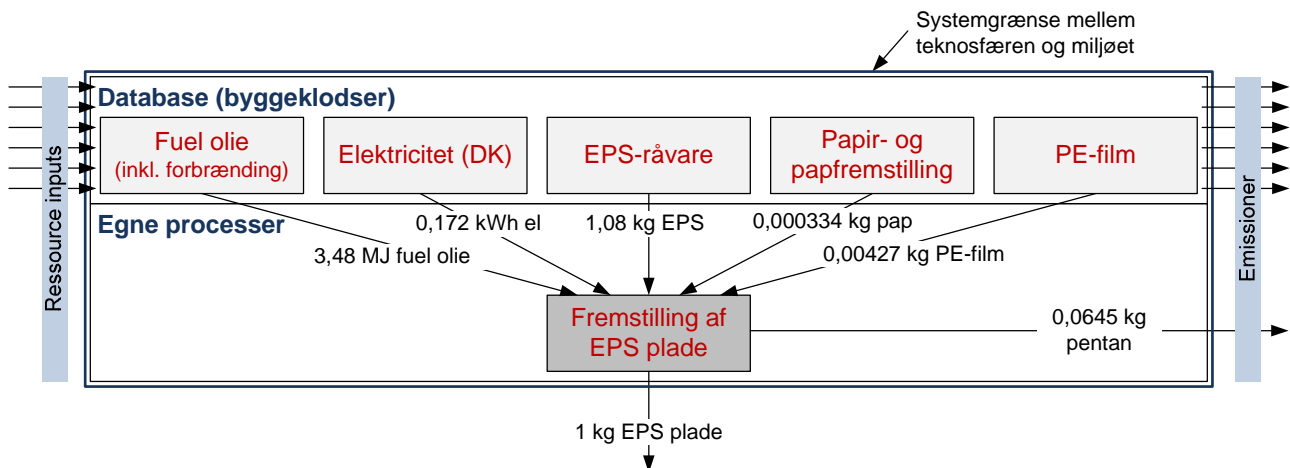 Systemgrænse mellem
teknosfæren og miljøet
Ressource inputs
Database (byggeklodser)
Fuel olie
(inkl. forbrænding)
Elektricitet (DK)
EPS-råvare
Papir- og
papfremstilling
PE-film
Emissioner
Egne processer
0,172 kWh el
1,08 kg EPS
0,000334 kg pap
3,48 MJ fuel olie
0,00427 kg PE-film
Fremstilling af
EPS plade
0,0645 kg
pentan
1 kg EPS plade